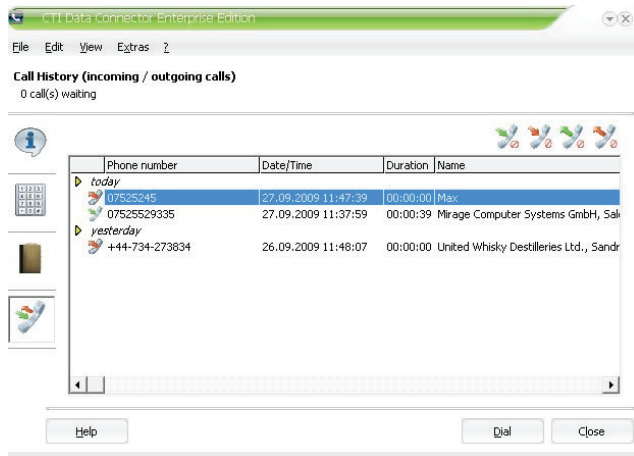 CTI Data Connector Enterprise Edition
File Edit View Extras ?
Call History (incoming / outgoing calls)
0 call(s) waiting
Phone number Date/Time Duration Name
today
07525245 27.09.2009 11:47:39 00:00:00 Max
07525529335 27.09.2009 11:37:59 00:00:39 Mirage Computer Systems GmbH, Sal
yesterday
+44-734-273834 26.09.2009 11:48:07 00:00:00 United Whisky Destilleries Ltd., Sandr
Help Dial Close